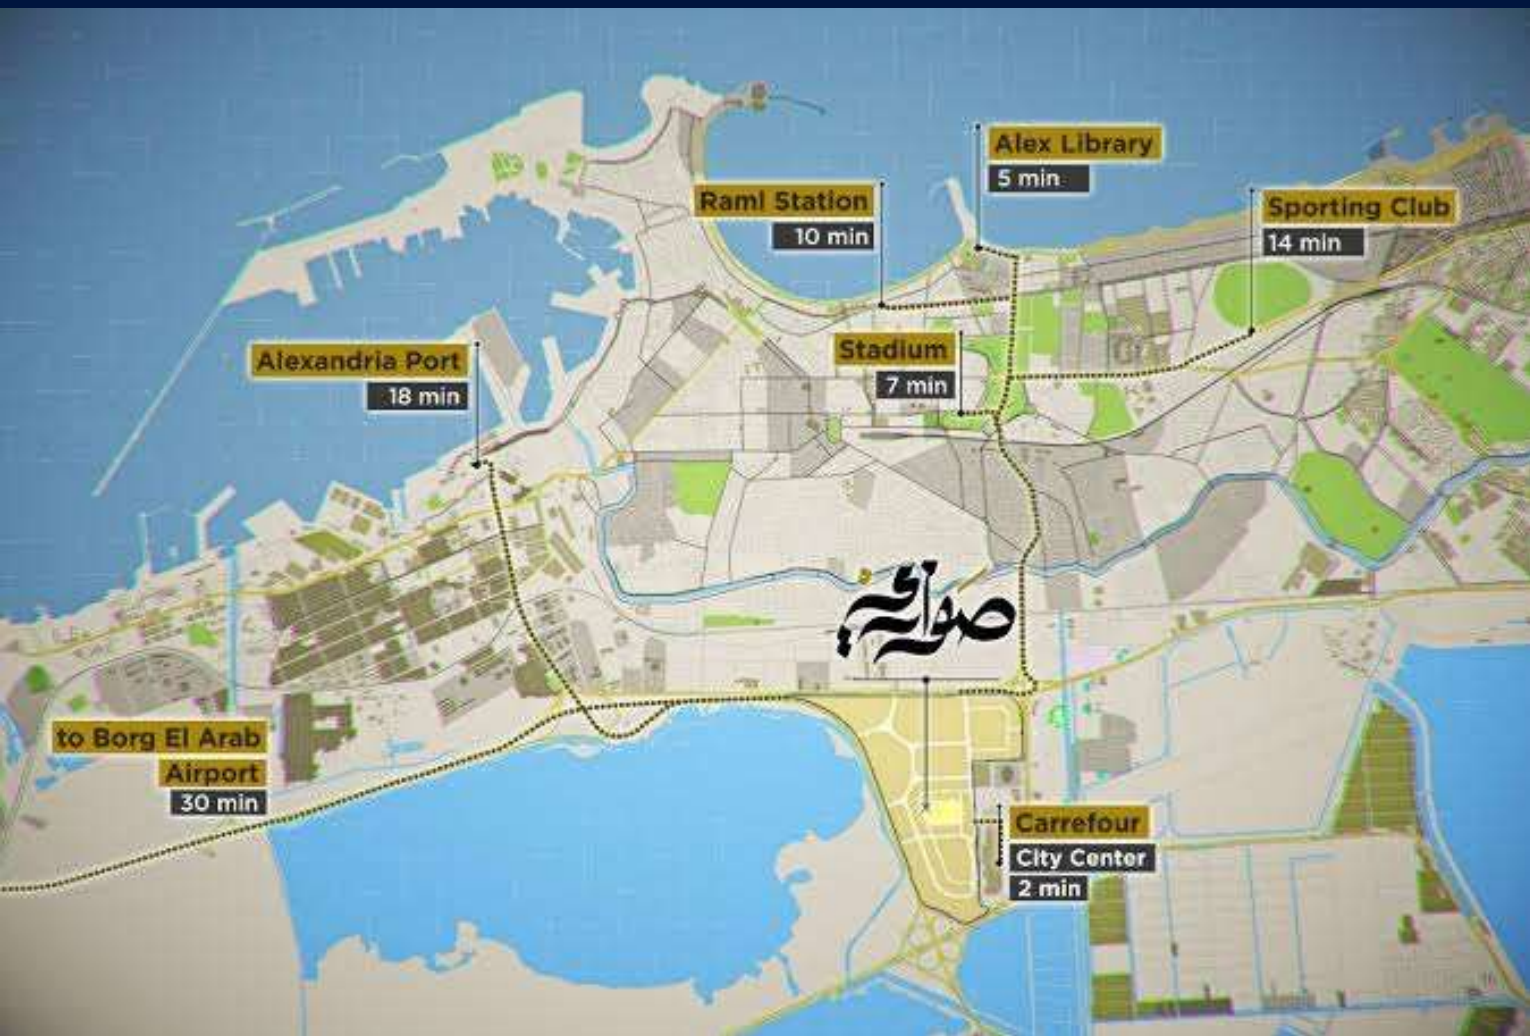 Alex Library
5 min
Raml Station
10 min
Sporting Club
14 min
Stadium
7 min
Alexandria Port
18 min
صواري
to Borg El Arab
Airport
30 min
Carrefour
City Center
2 min